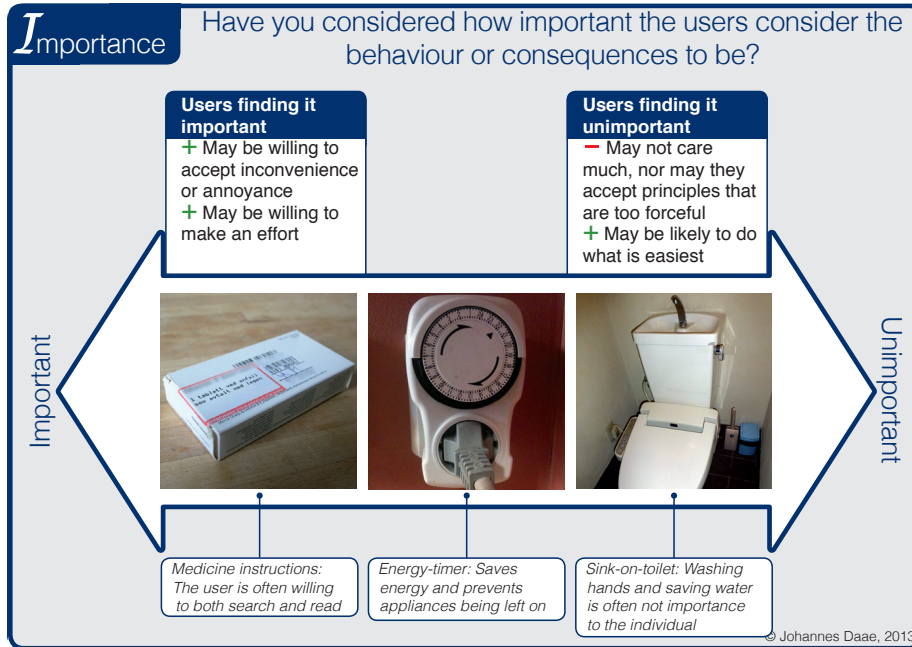 Importance
Have you considered how important the users consider the
behaviour or consequences to be?
Users finding it
important
+ May be willing to
accept inconvenience
or annoyance
+ May be willing to
make an effort
Users finding it
unimportant
− May not care
much, nor may they
accept principles that
are too forceful
+ May be likely to do
what is easiest
Important
1 tablett ved anfall
Unimportant
Medicine instructions:
The user is often willing
to both search and read
Energy-timer: Saves
energy and prevents
appliances being left on
Sink-on-toilet: Washing
hands and saving water
is often not importance
to the individual
© Johannes Daae, 2013